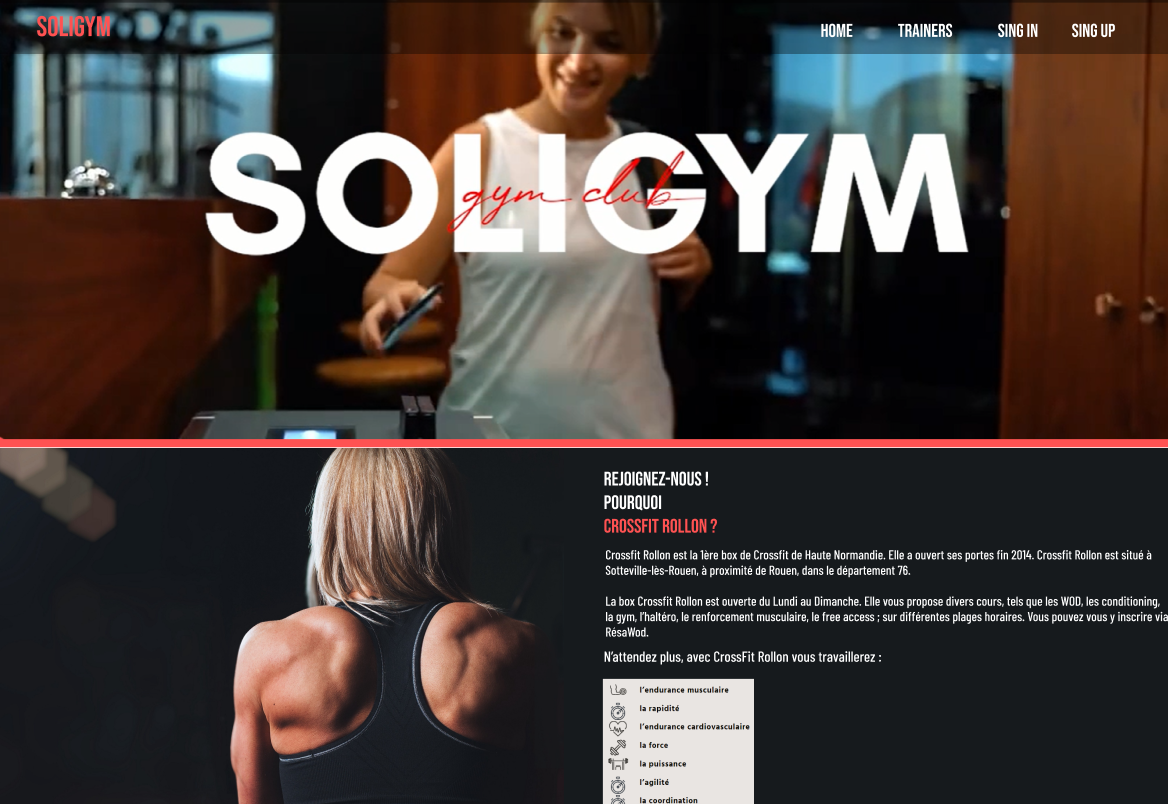 SOLIGYM
HOME TRAINERS SING IN SING UP
SOLIGYM
gym club
REJOIGNEZ-NOUS !
POURQUOI
CROSSFIT ROLLON ?
Crossfit Rollon est la 1ère box de Crossfit de Haute Normandie. Elle a ouvert ses portes fin 2014. Crossfit Rollon est situé à
Sotteville-lès-Rouen, à proximité de Rouen, dans le département 76.
La box Crossfit Rollon est ouverte du Lundi au Dimanche. Elle vous propose divers cours, tels que les WOD, les conditioning,
la gym, l'haltéro, le renforcement musculaire, le free access ; sur différentes plages horaires. Vous pouvez vous y inscrire via
RésaWod.
N'attendez plus, avec CrossFit Rollon vous travaillerez :
l'endurance musculaire
la rapidité
l'endurance cardiovasculaire
la force
la puissance
l'agilité
la coordination